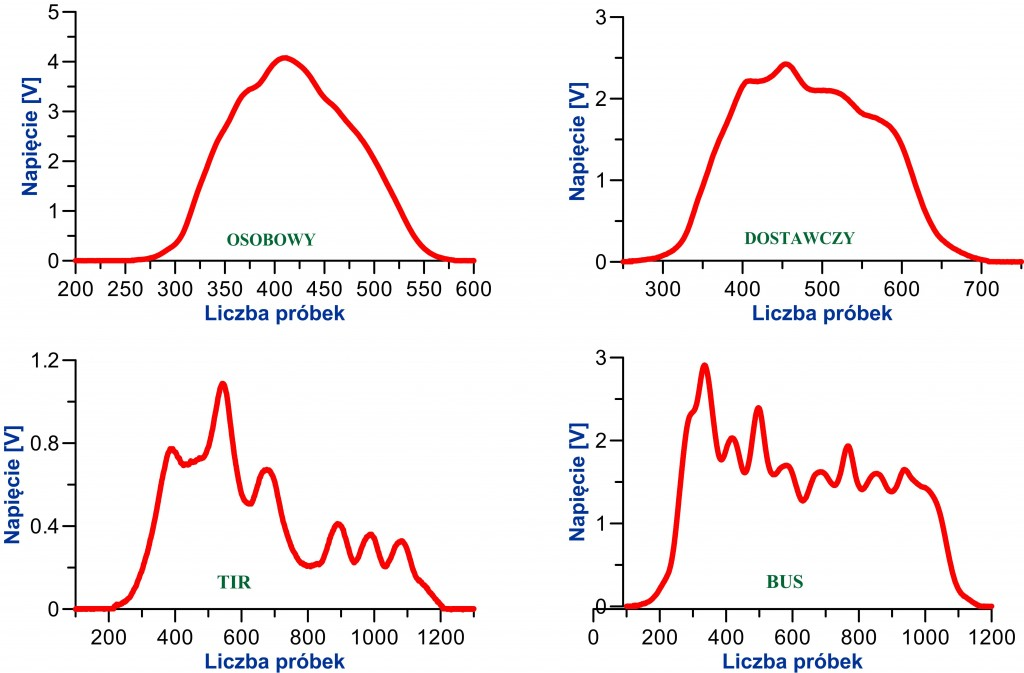 5
4
3
2
1
0
Napięcie [V]
OSOBOWY
200 250 300 350 400 450 500 550 600
Liczba próbek
3
2
1
0
Napięcie [V]
DOSTAWCZY
300 400 500 600 700
Liczba próbek
1.2
0.8
0.4
0
Napięcie [V]
TIR
200 400 600 800 1000 1200
Liczba próbek
3
2
1
0
Napięcie [V]
BUS
0 200 400 600 800 1000 1200
Liczba próbek